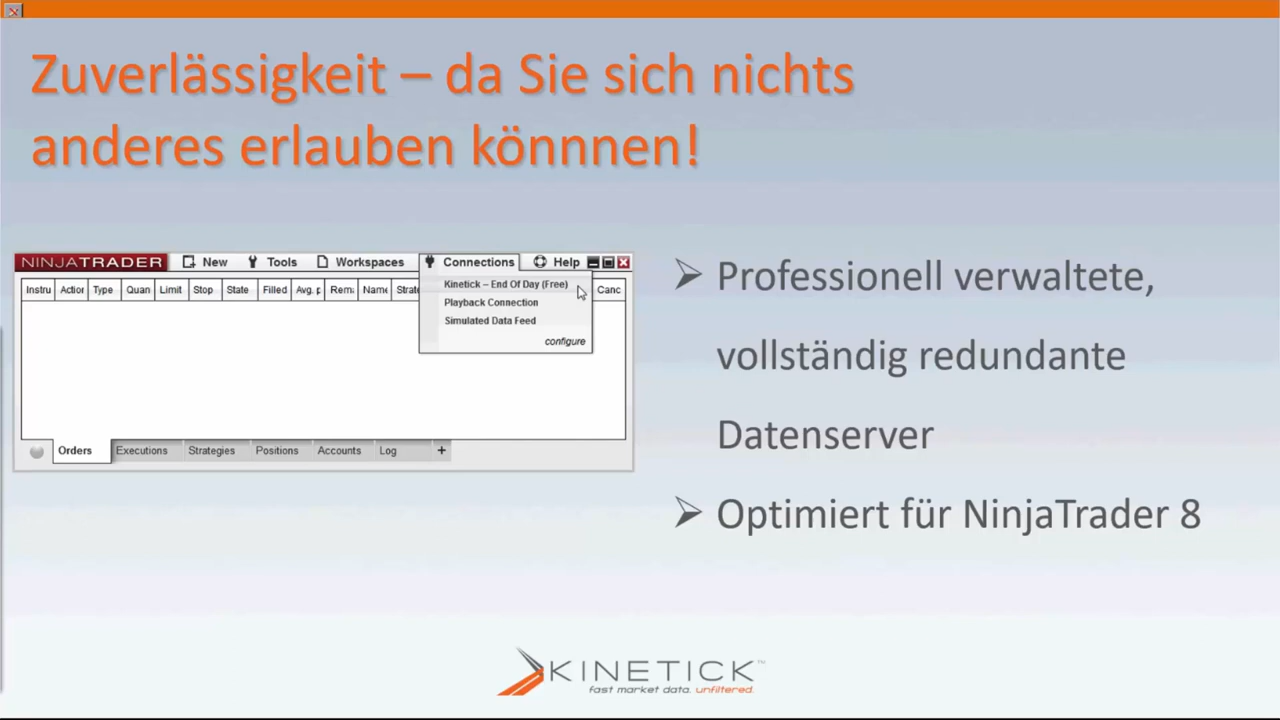 Zuverlässigkeit – da Sie sich nichts
anderes erlauben könnnen!
NINJATRADER New Tools Workspaces Connections Help
Instru Action Type Quan Limit Stop State Filled Avg. p Rema Name Strate Canc
Kinetick – End Of Day (Free)
Playback Connection
Simulated Data Feed
configure
Orders Executions Strategies Positions Accounts Log +
➢ Professionell verwaltete,
vollständig redundante
Datenserver
➢ Optimiert für NinjaTrader 8
KINETICK™
fast market data. unfiltered.